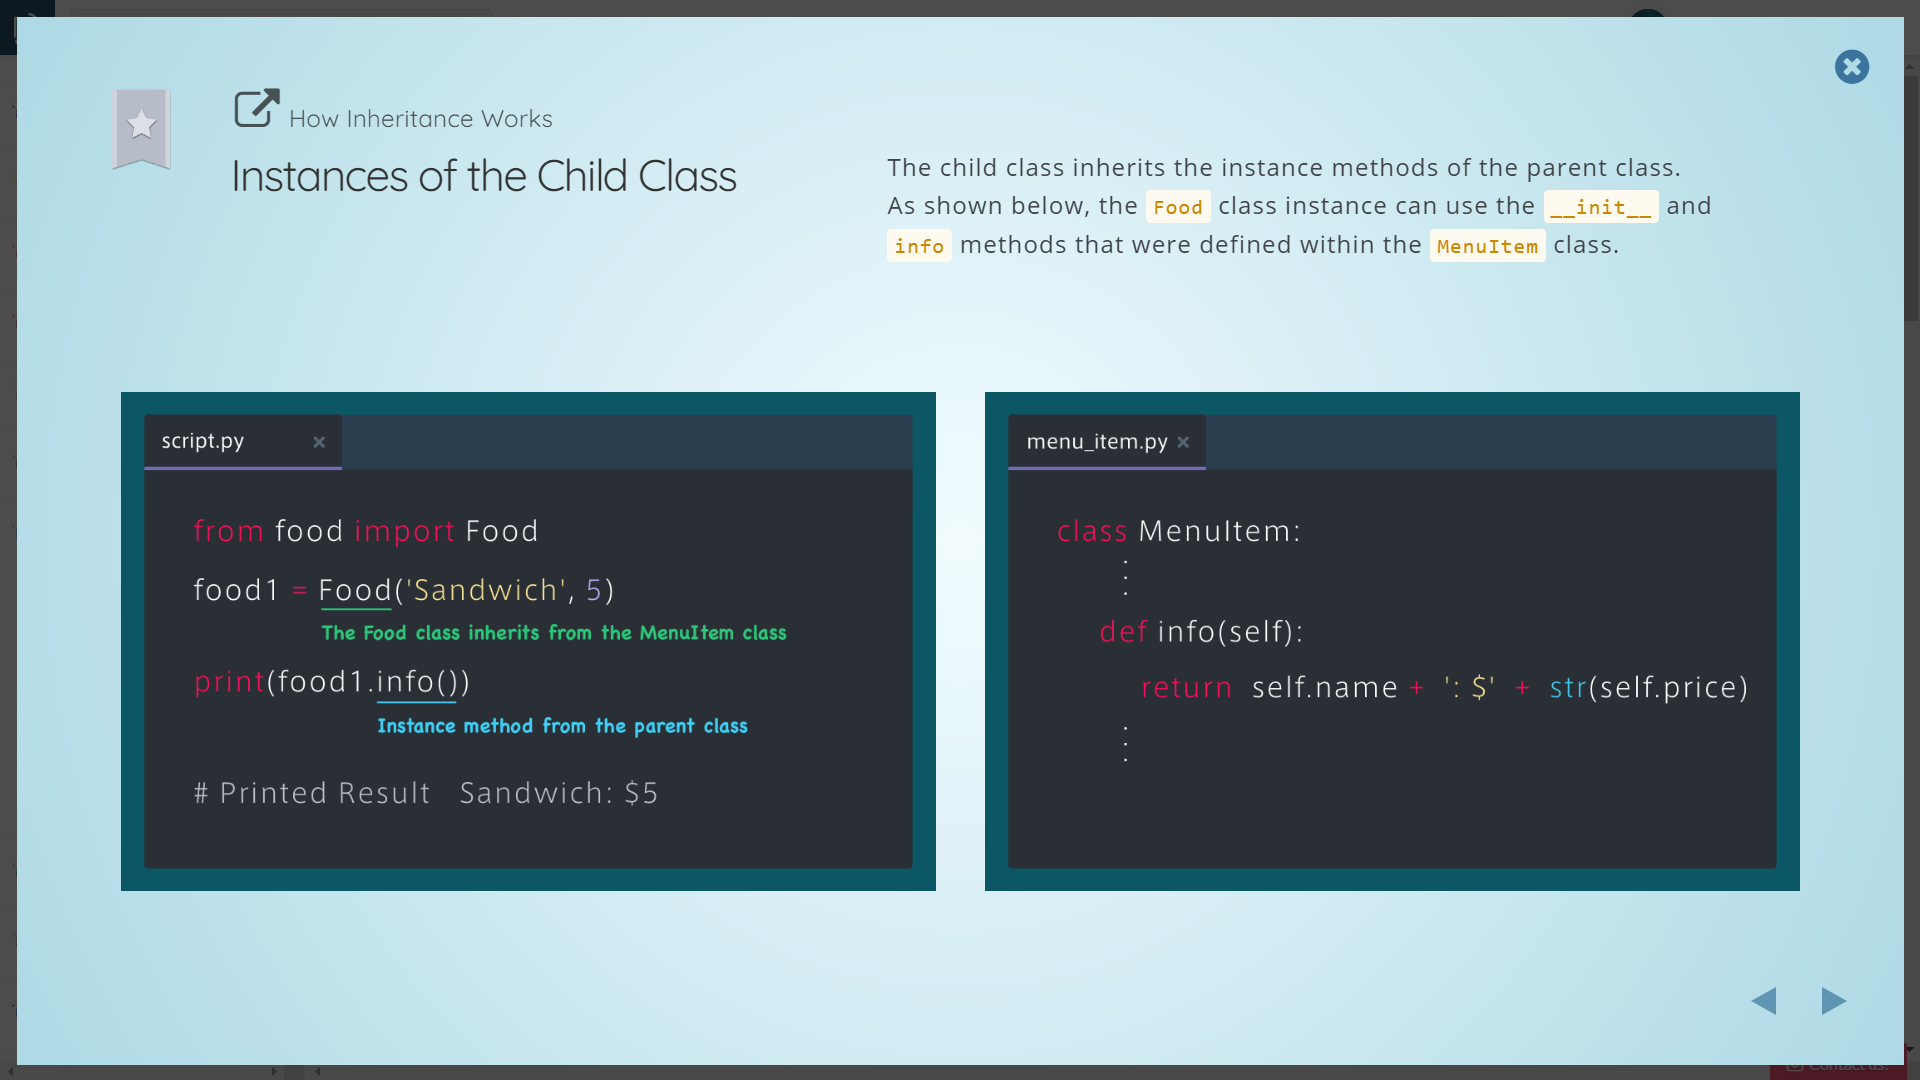 How Inheritance Works
Instances of the Child Class
The child class inherits the instance methods of the parent class.
As shown below, the Food class instance can use the __init__ and
info methods that were defined within the MenuItem class.
script.py ×
from food import Food
food1 = Food('Sandwich', 5)
The Food class inherits from the MenuItem class
print(food1.info())
Instance method from the parent class
# Printed Result Sandwich: $5
menu_item.py ×
class MenuItem:
def info(self):
return self.name + ': $' + str(self.price)
Contact us!